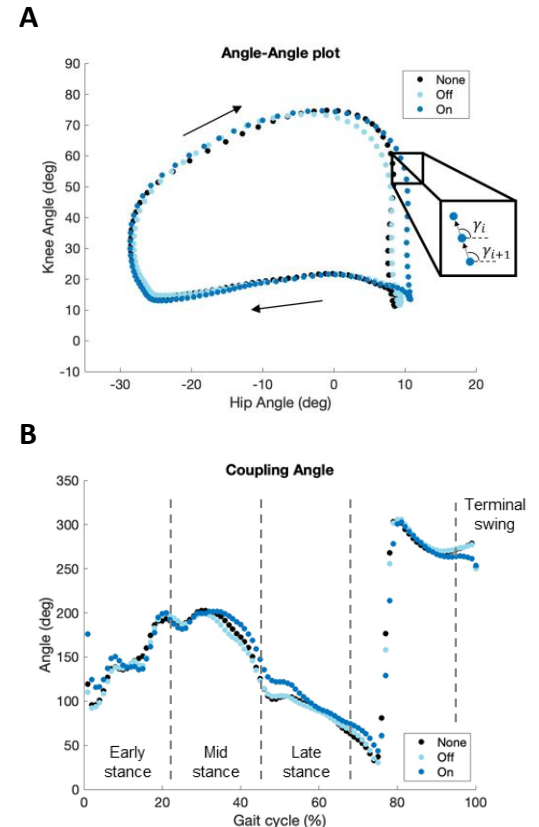 A
Angle-Angle plot
90
80
70
60
50
40
30
20
10
0
-10
Knee Angle (deg)
None
Off
On
γi
γi+1
-30
-20
-10
0
10
20
Hip Angle (deg)
B
Coupling Angle
350
300
250
200
150
100
50
0
Angle (deg)
Terminal
swing
Early
stance
Mid
stance
Late
stance
None
Off
On
0
20
40
60
80
100
Gait cycle (%)